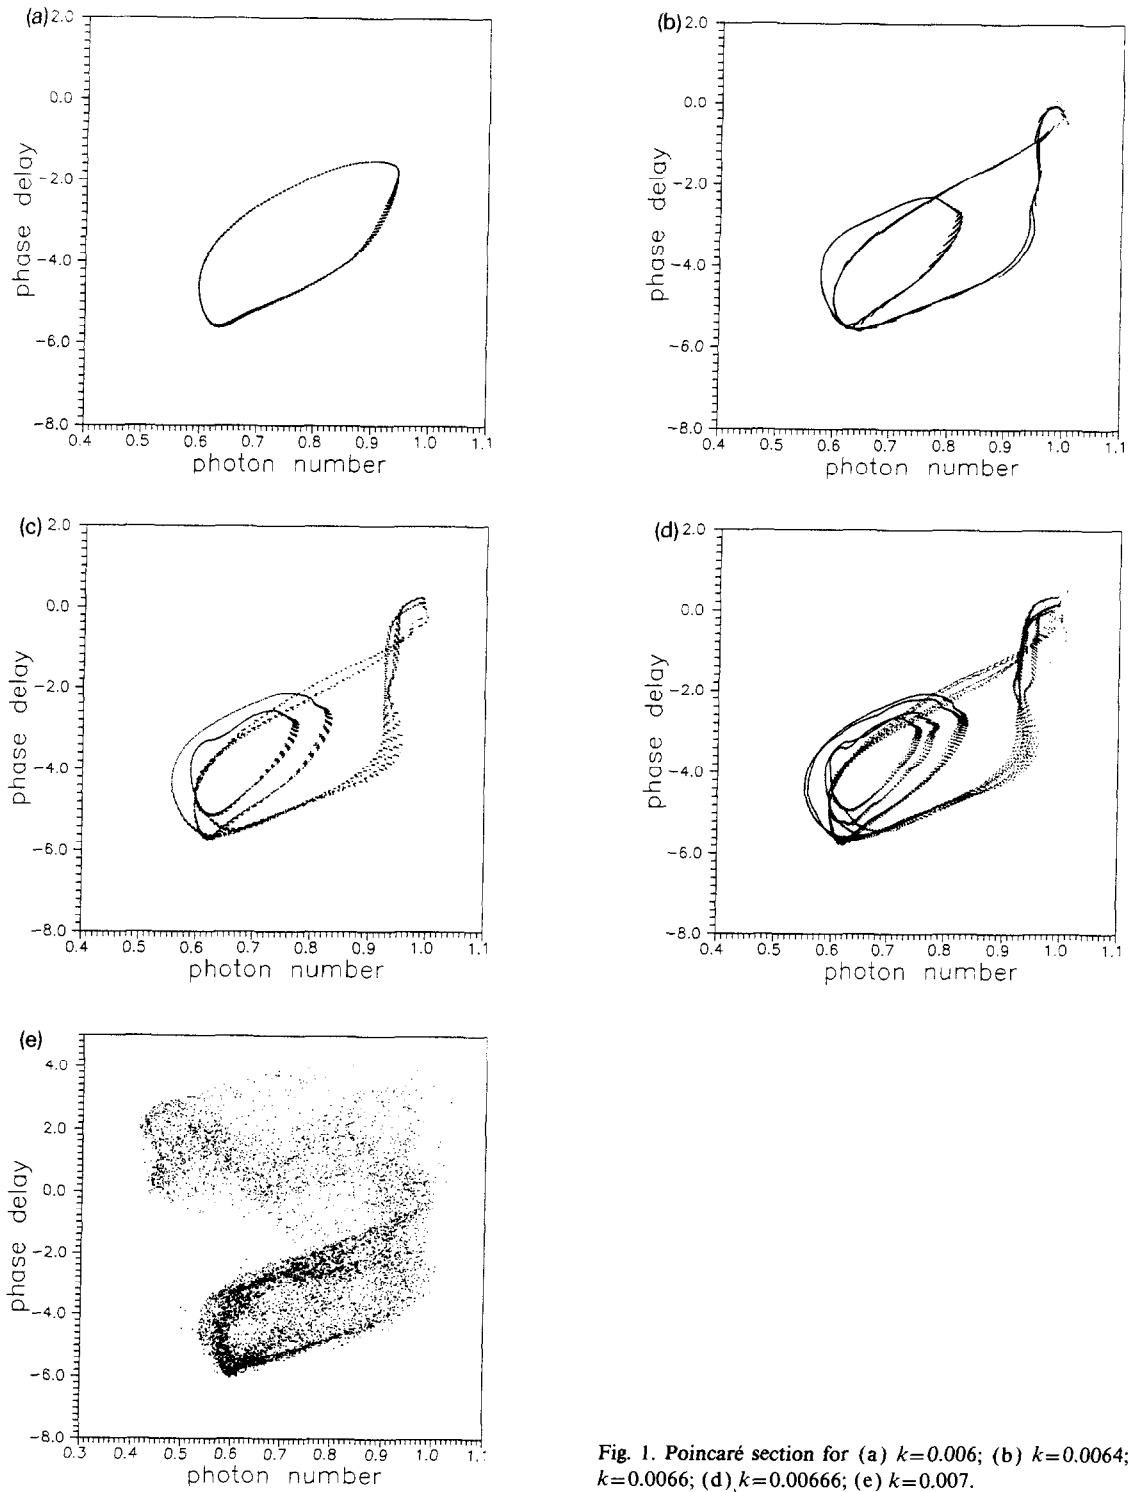 (a)
2.0
0.0
−2.0
−4.0
−6.0
−8.0
0.4 0.5 0.6 0.7 0.8 0.9 1.0 1.1
phase delay
photon number
(b)
2.0
0.0
−2.0
−4.0
−6.0
−8.0
0.4 0.5 0.6 0.7 0.8 0.9 1.0 1.1
phase delay
photon number
(c)
2.0
0.0
−2.0
−4.0
−6.0
−8.0
0.4 0.5 0.6 0.7 0.8 0.9 1.0 1.1
phase delay
photon number
(d)
2.0
0.0
−2.0
−4.0
−6.0
−8.0
0.4 0.5 0.6 0.7 0.8 0.9 1.0 1.1
phase delay
photon number
(e)
4.0
2.0
0.0
−2.0
−4.0
−6.0
−8.0
0.3 0.4 0.5 0.6 0.7 0.8 0.9 1.0 1.1
phase delay
photon number
Fig. 1. Poincaré section for (a) k=0.006; (b) k=0.0064;
k=0.0066; (d) k=0.00666; (e) k=0.007.